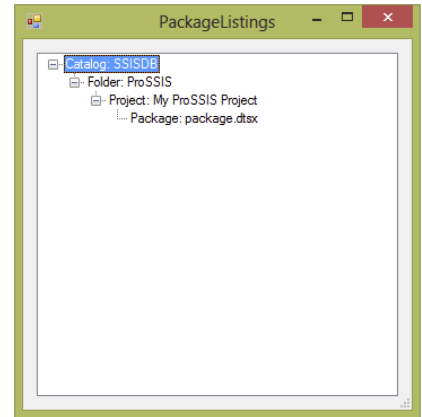 PackageListings
Catalog: SSISDB
Folder: ProSSIS
Project: My ProSSIS Project
Package: package.dtsx